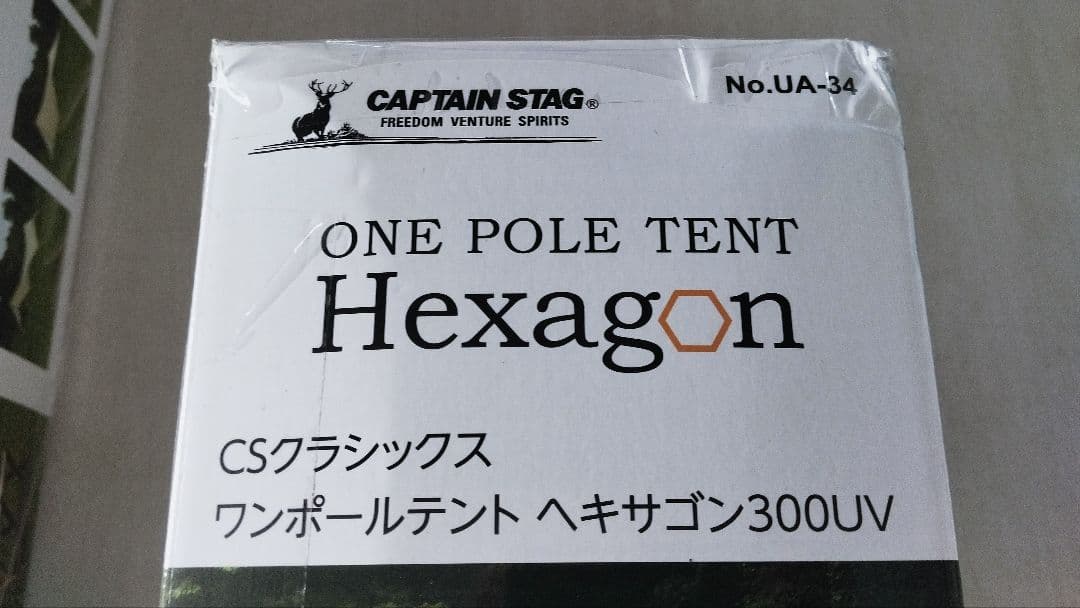 CAPTAIN STAG®
FREEDOM VENTURE SPIRITS
No.UA-34
ONE POLE TENT
Hexagon
CSクラシックス
ワンポールテント ヘキサゴン300UV